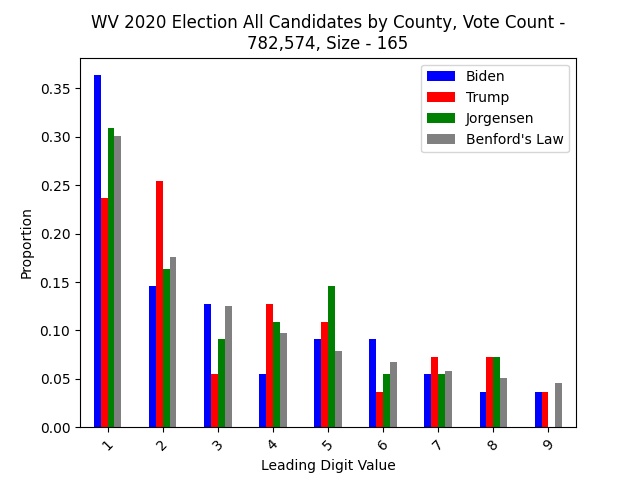 WV 2020 Election All Candidates by County, Vote Count -
782,574, Size - 165
Biden
Trump
Jorgensen
Benford's Law
Proportion
0.35
0.30
0.25
0.20
0.15
0.10
0.05
0.00
1 2 3 4 5 6 7 8 9
Leading Digit Value